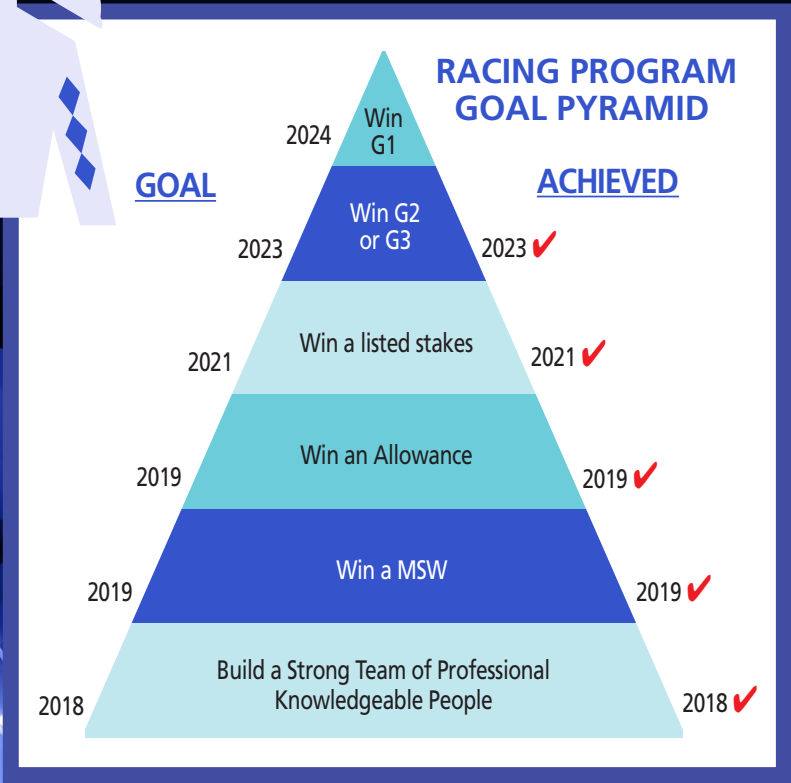 RACING PROGRAM
GOAL PYRAMID
GOAL
ACHIEVED
2024
Win
G1
2023
Win G2
or G3
2023 ✔
2021
Win a listed stakes
2021 ✔
2019
Win an Allowance
2019 ✔
2019
Win a MSW
2019 ✔
2018
Build a Strong Team of Professional
Knowledgeable People
2018 ✔